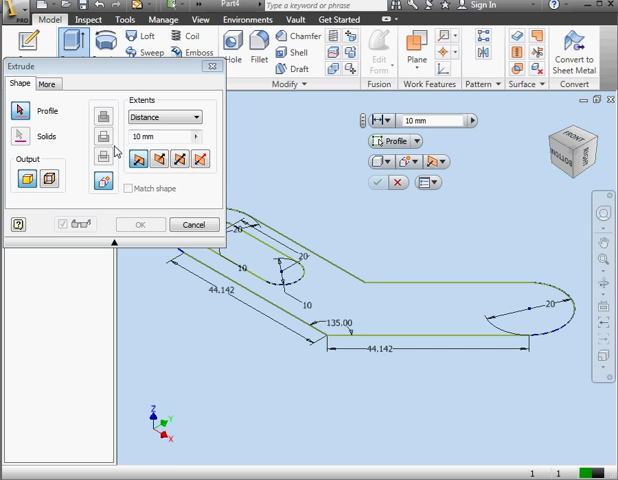 PRO
Part4
Type a keyword or phrase
Sign In
Model Inspect Tools Manage View Environments Vault Get Started
Loft
Coil
Sweep
Emboss
Hole
Fillet
Chamfer
Shell
Draft
Plane
Convert to
Sheet Metal
Modify
Fusion
Work Features
Pattern
Surface
Extrude
Shape
More
Profile
Solids
Output
Extents
Distance
10 mm
Match shape
OK
Cancel
10 mm
Profile
FRONT
BOTTOM
20
20
10
10
44.142
135.00
44.142
20
Z
Y
X
1 1